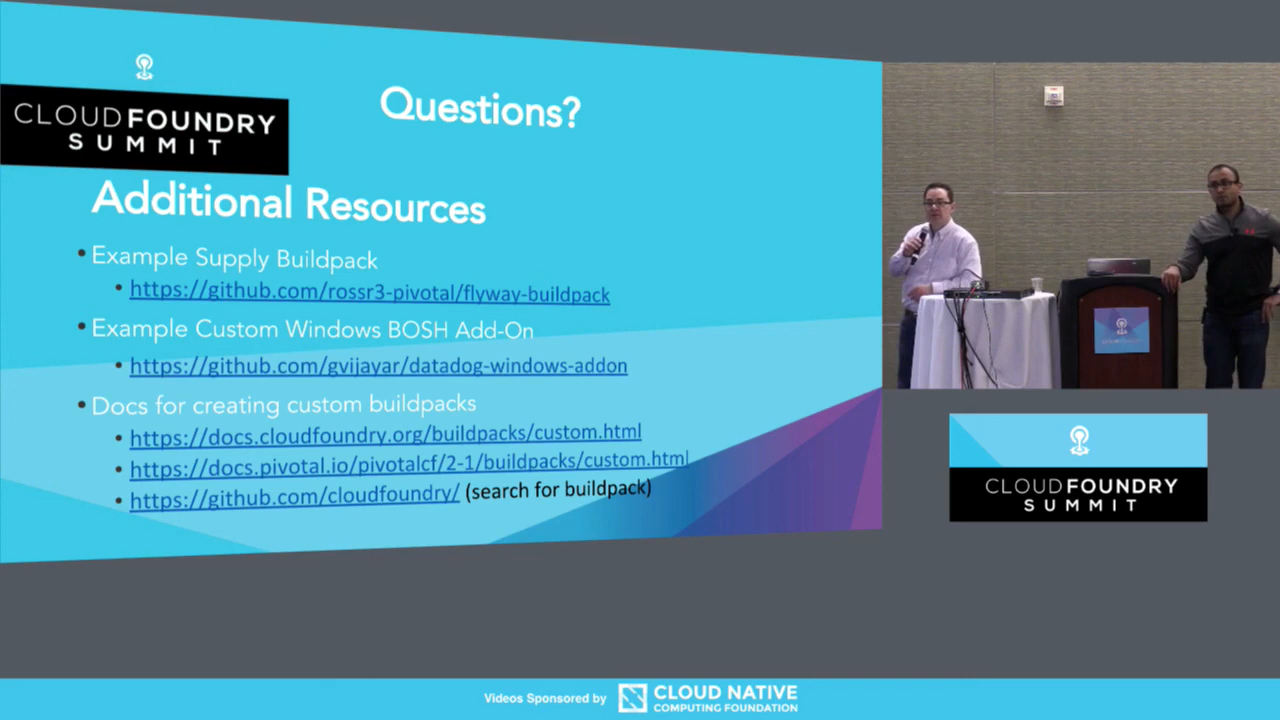 CLOUD FOUNDRY
SUMMIT
Questions?
Additional Resources
• Example Supply Buildpack
• https://github.com/rossr3-pivotal/flyway-buildpack
• Example Custom Windows BOSH Add-On
• https://github.com/gvijayar/datadog-windows-addon
• Docs for creating custom buildpacks
• https://docs.cloudfoundry.org/buildpacks/custom.html
• https://docs.pivotal.io/pivotalcf/2-1/buildpacks/custom.html
• https://github.com/cloudfoundry/ (search for buildpack)
CLOUD FOUNDRY
SUMMIT
Videos Sponsored by
CLOUD NATIVE
COMPUTING FOUNDATION